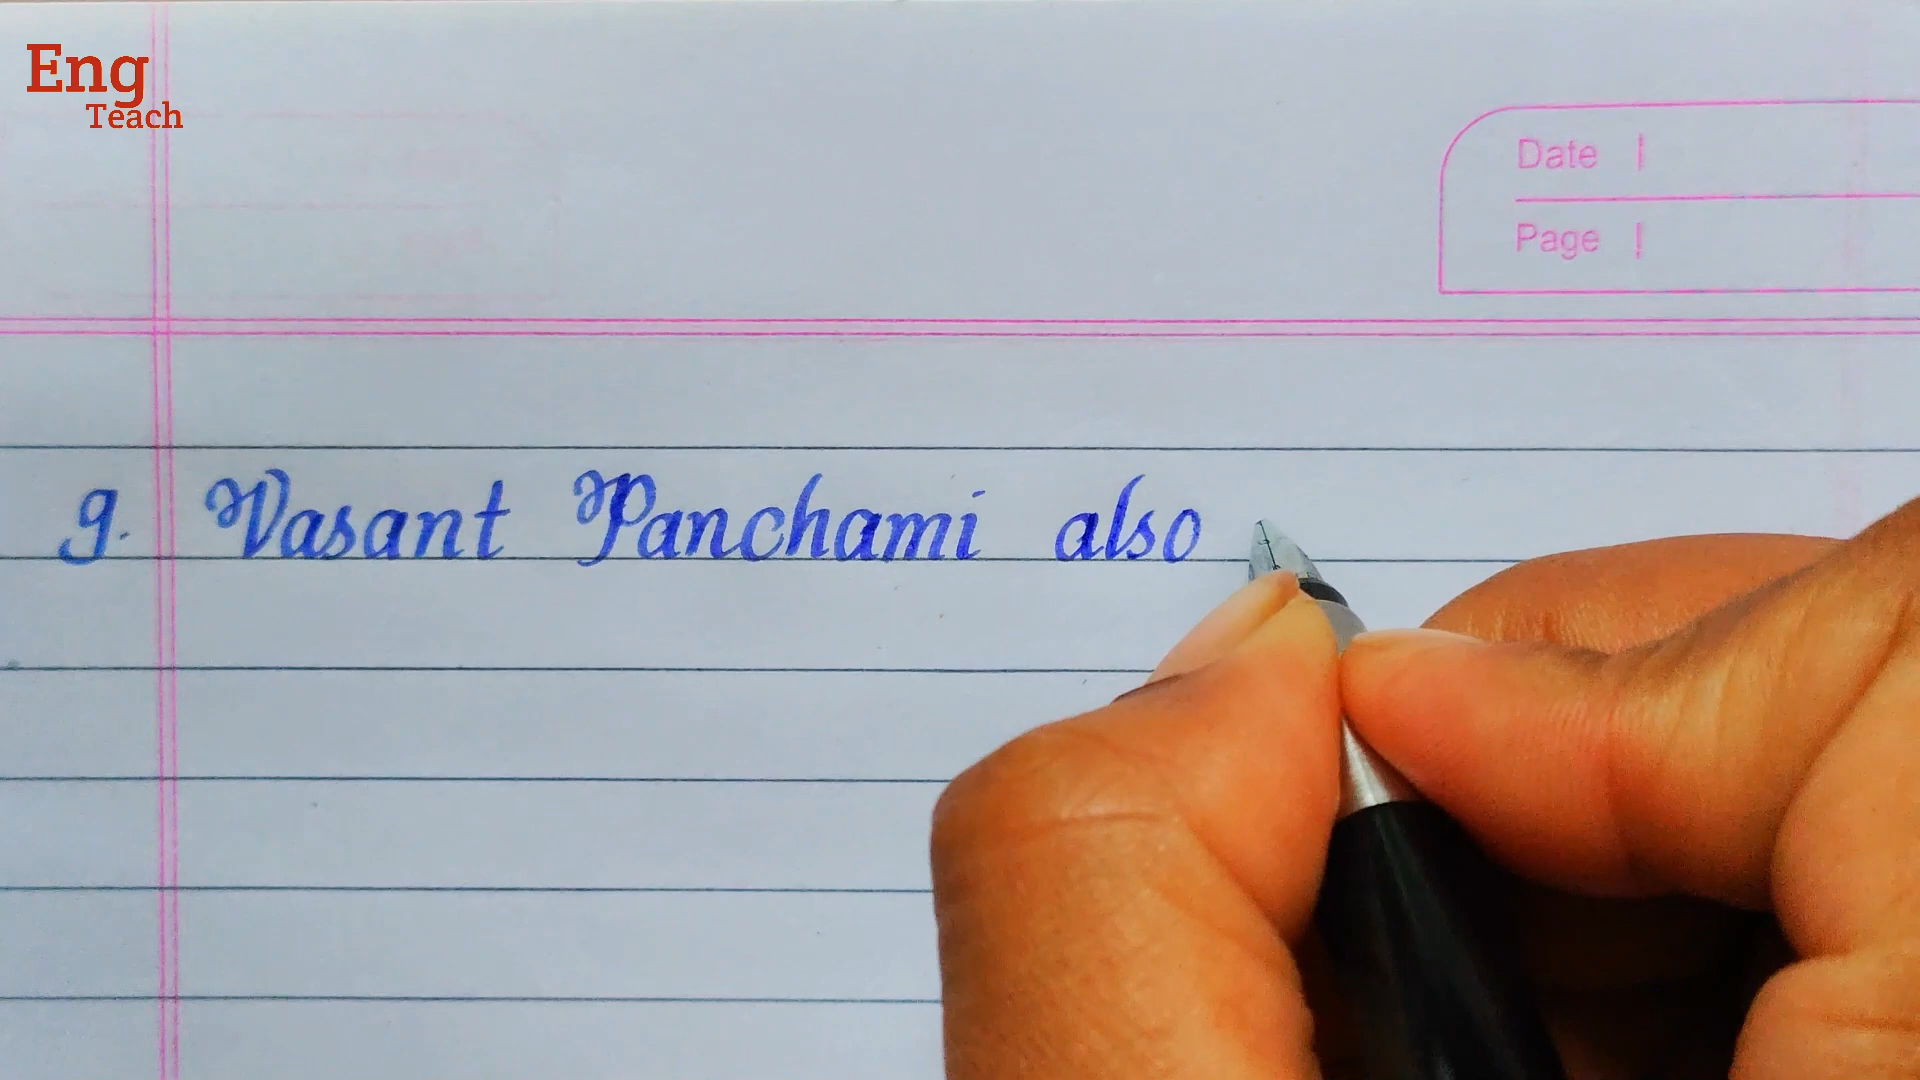 Eng
Teach
Date |
Page |
9. Vasant Panchami also